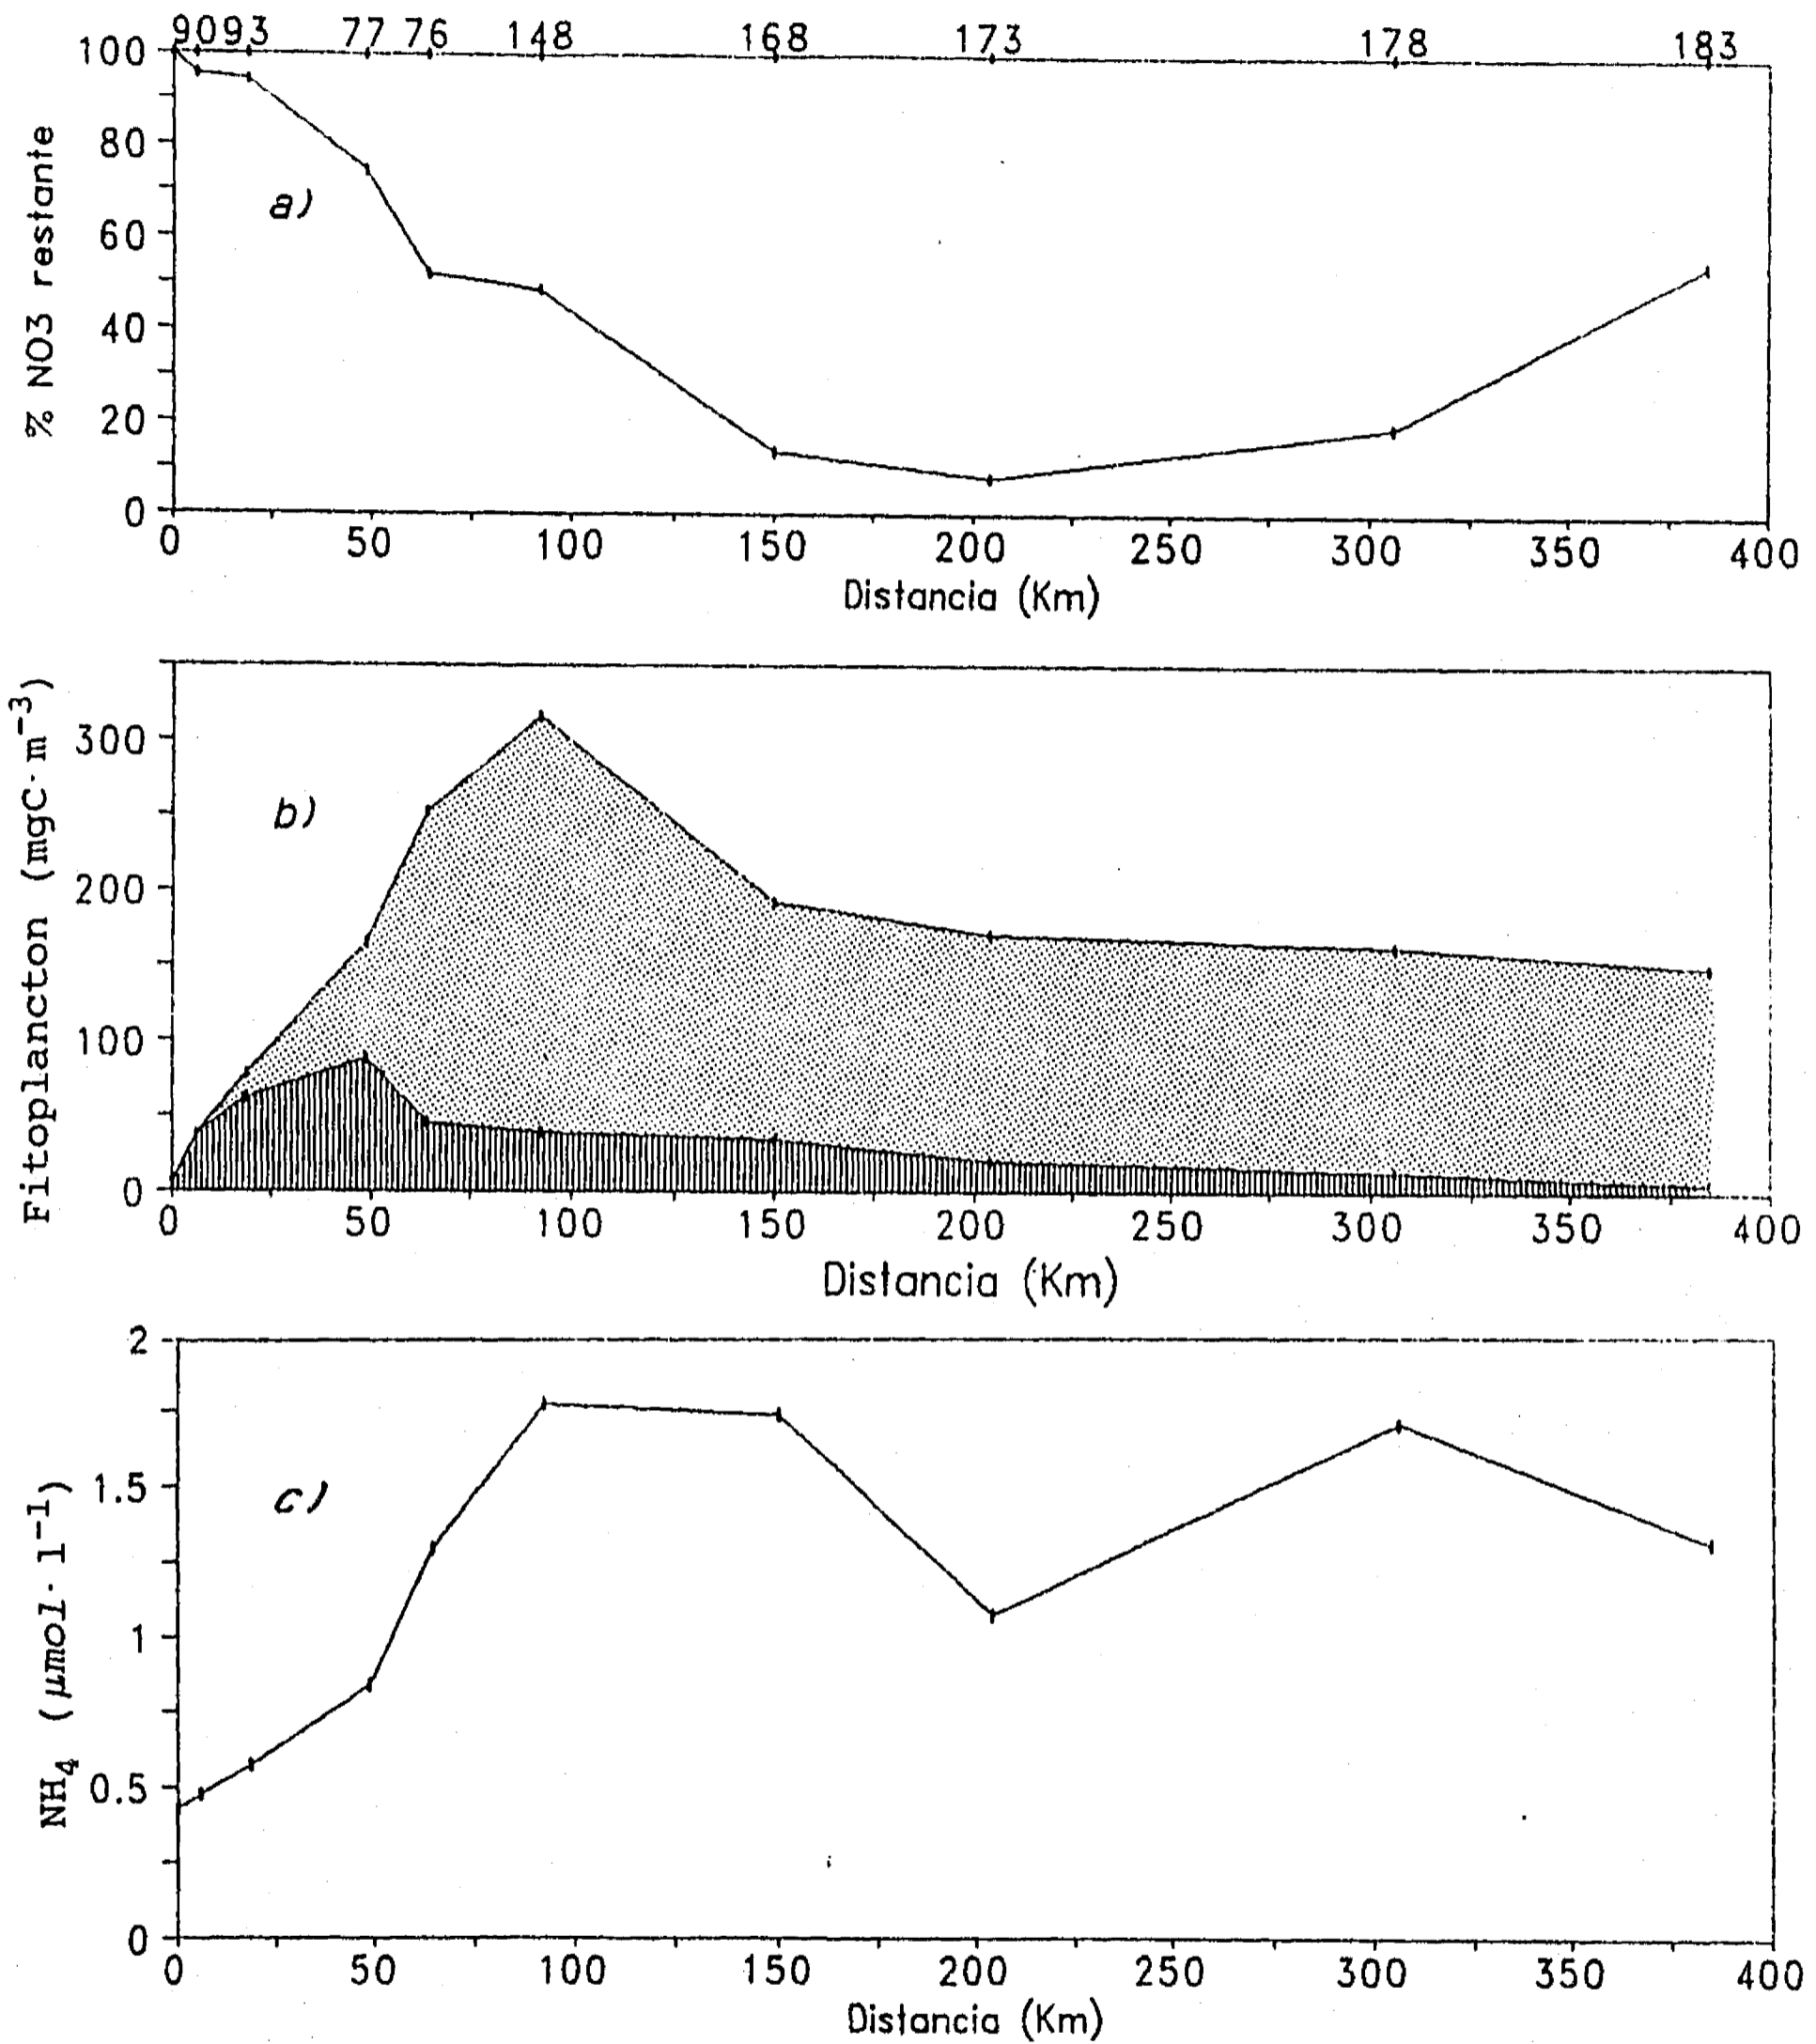 9093 77 76 148 168 173 178 183
100
80
60
40
20
0
% NO3 restante
a)
0 50 100 150 200 250 300 350 400
Distancia (Km)
300
200
100
0
Fitoplancton (mgC·m⁻³)
b)
0 50 100 150 200 250 300 350 400
Distancia (Km)
2
1.5
1
0.5
0
NH₄ (µmol·l⁻¹)
c)
0 50 100 150 200 250 300 350 400
Distancia (Km)